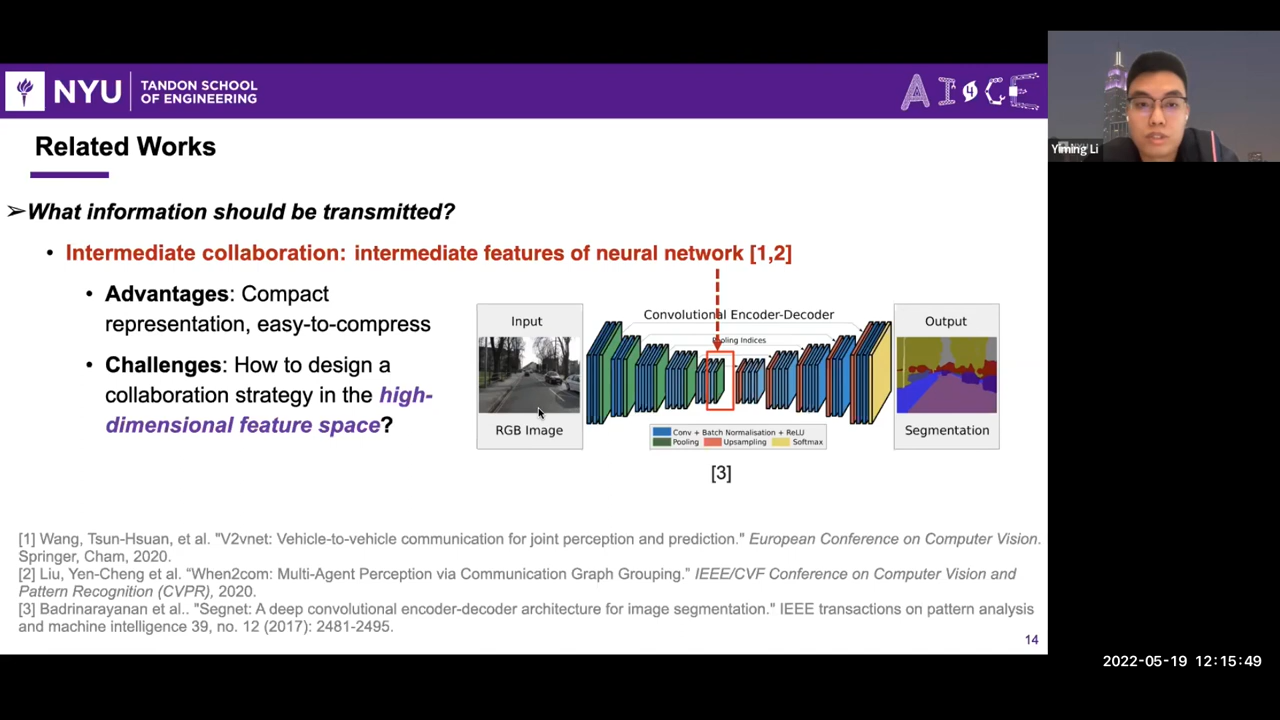 NYU
TANDON SCHOOL
OF ENGINEERING
AI4CE
Yiming Li
Related Works
➢What information should be transmitted?
• Intermediate collaboration: intermediate features of neural network [1,2]
• Advantages: Compact
representation, easy-to-compress
• Challenges: How to design a
collaboration strategy in the high-
dimensional feature space?
Input
RGB Image
Convolutional Encoder-Decoder
Pooling Indices
Output
Segmentation
Conv + Batch Normalisation + ReLU
Pooling Upsampling Softmax
[3]
[1] Wang, Tsun-Hsuan, et al. "V2vnet: Vehicle-to-vehicle communication for joint perception and prediction." European Conference on Computer Vision.
Springer, Cham, 2020.
[2] Liu, Yen-Cheng et al. “When2com: Multi-Agent Perception via Communication Graph Grouping.” IEEE/CVF Conference on Computer Vision and
Pattern Recognition (CVPR), 2020.
[3] Badrinarayanan et al.. "Segnet: A deep convolutional encoder-decoder architecture for image segmentation." IEEE transactions on pattern analysis
and machine intelligence 39, no. 12 (2017): 2481-2495.
14
2022-05-19 12:15:49